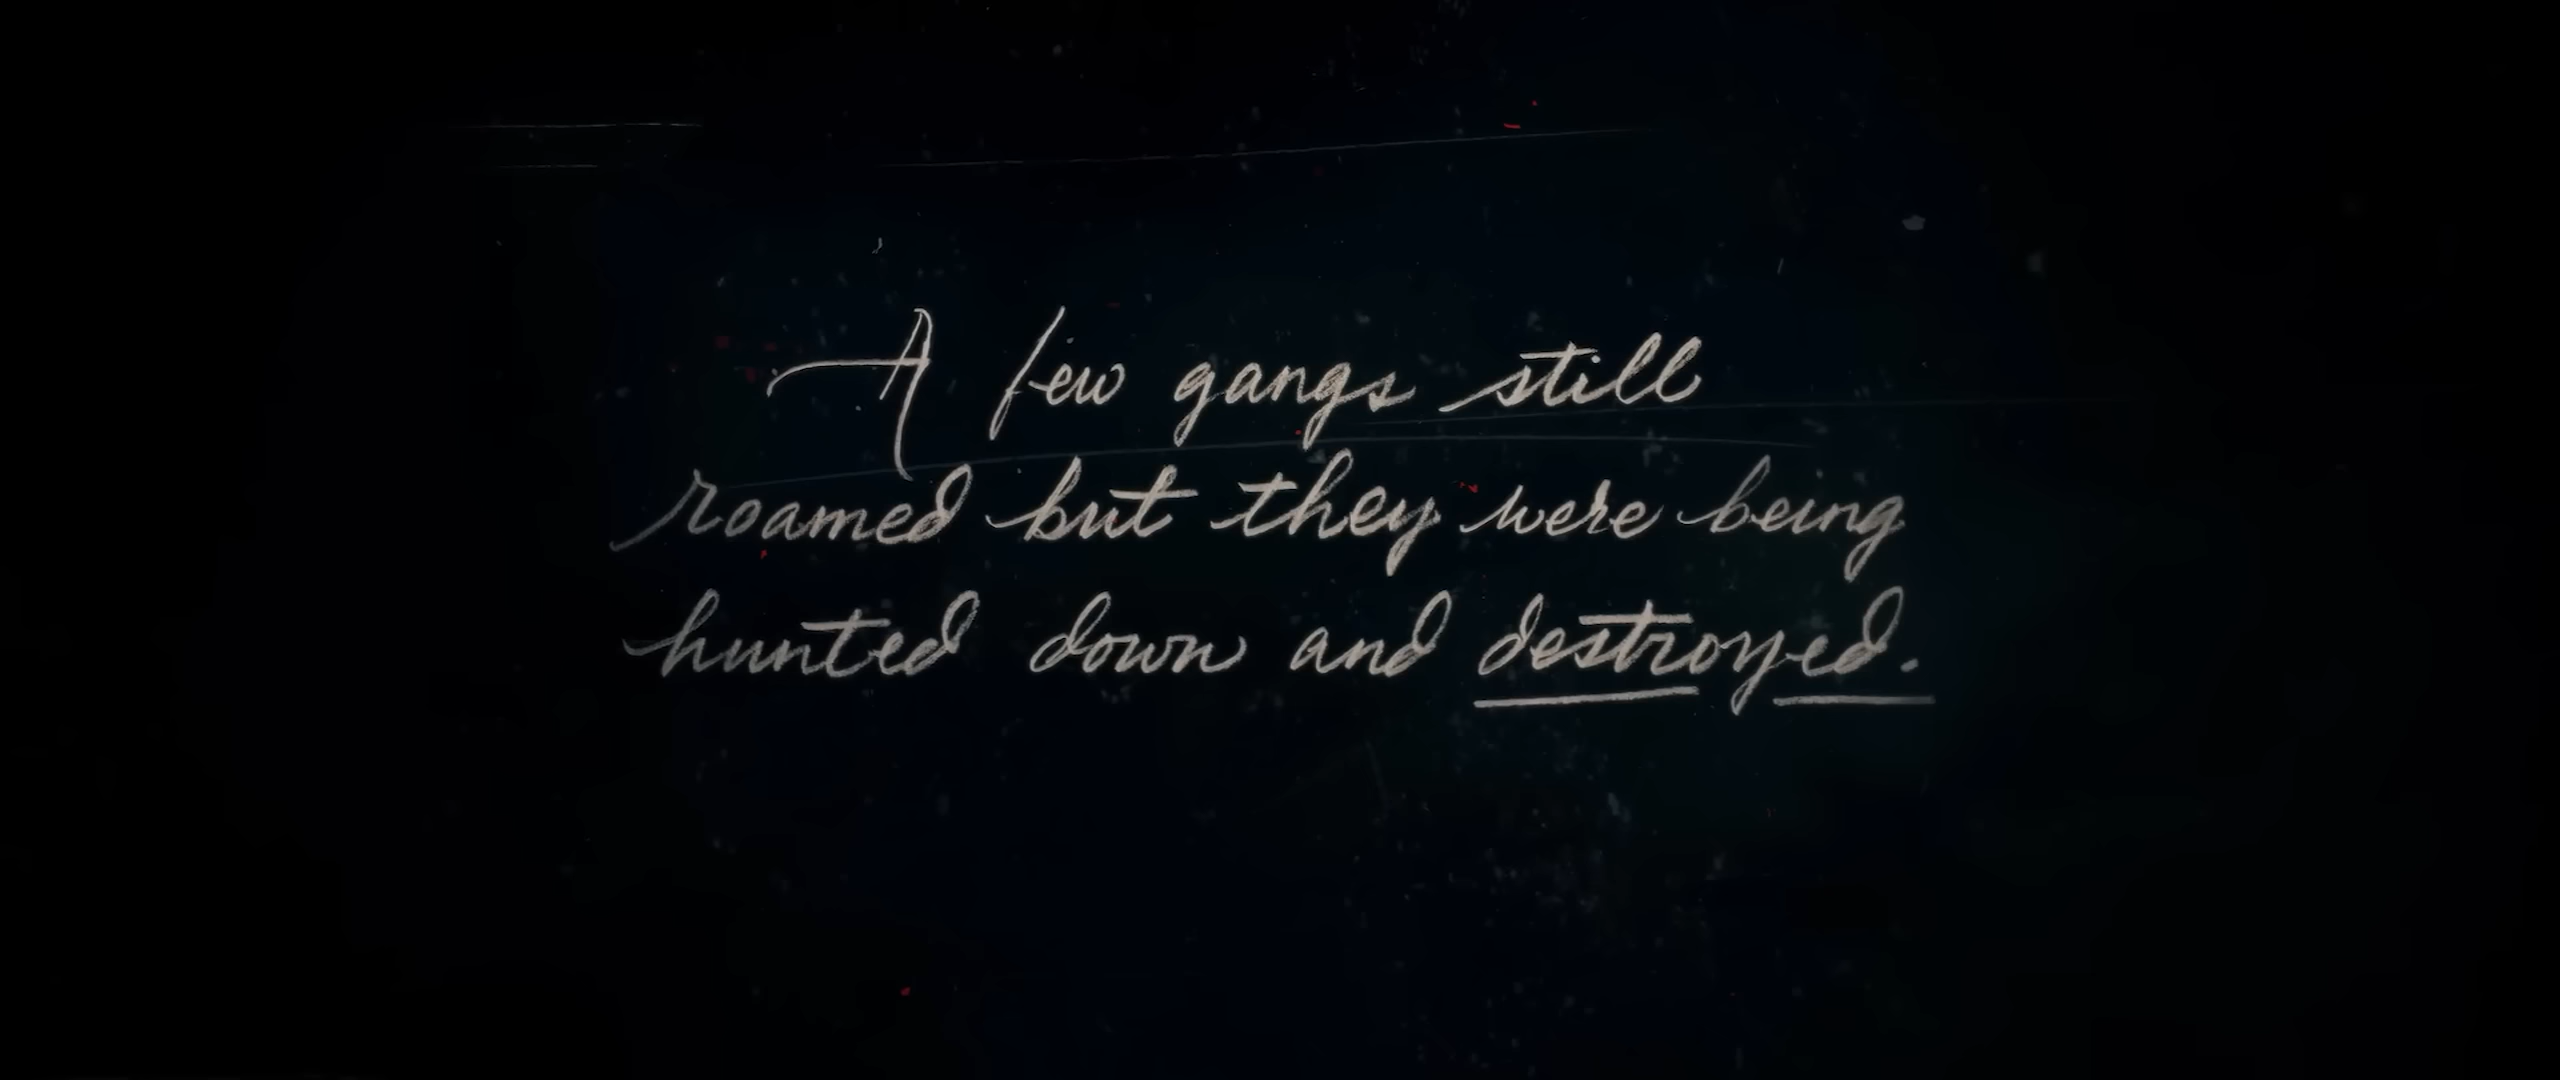 A few gangs still
roamed but they were being
hunted down and destroyed.